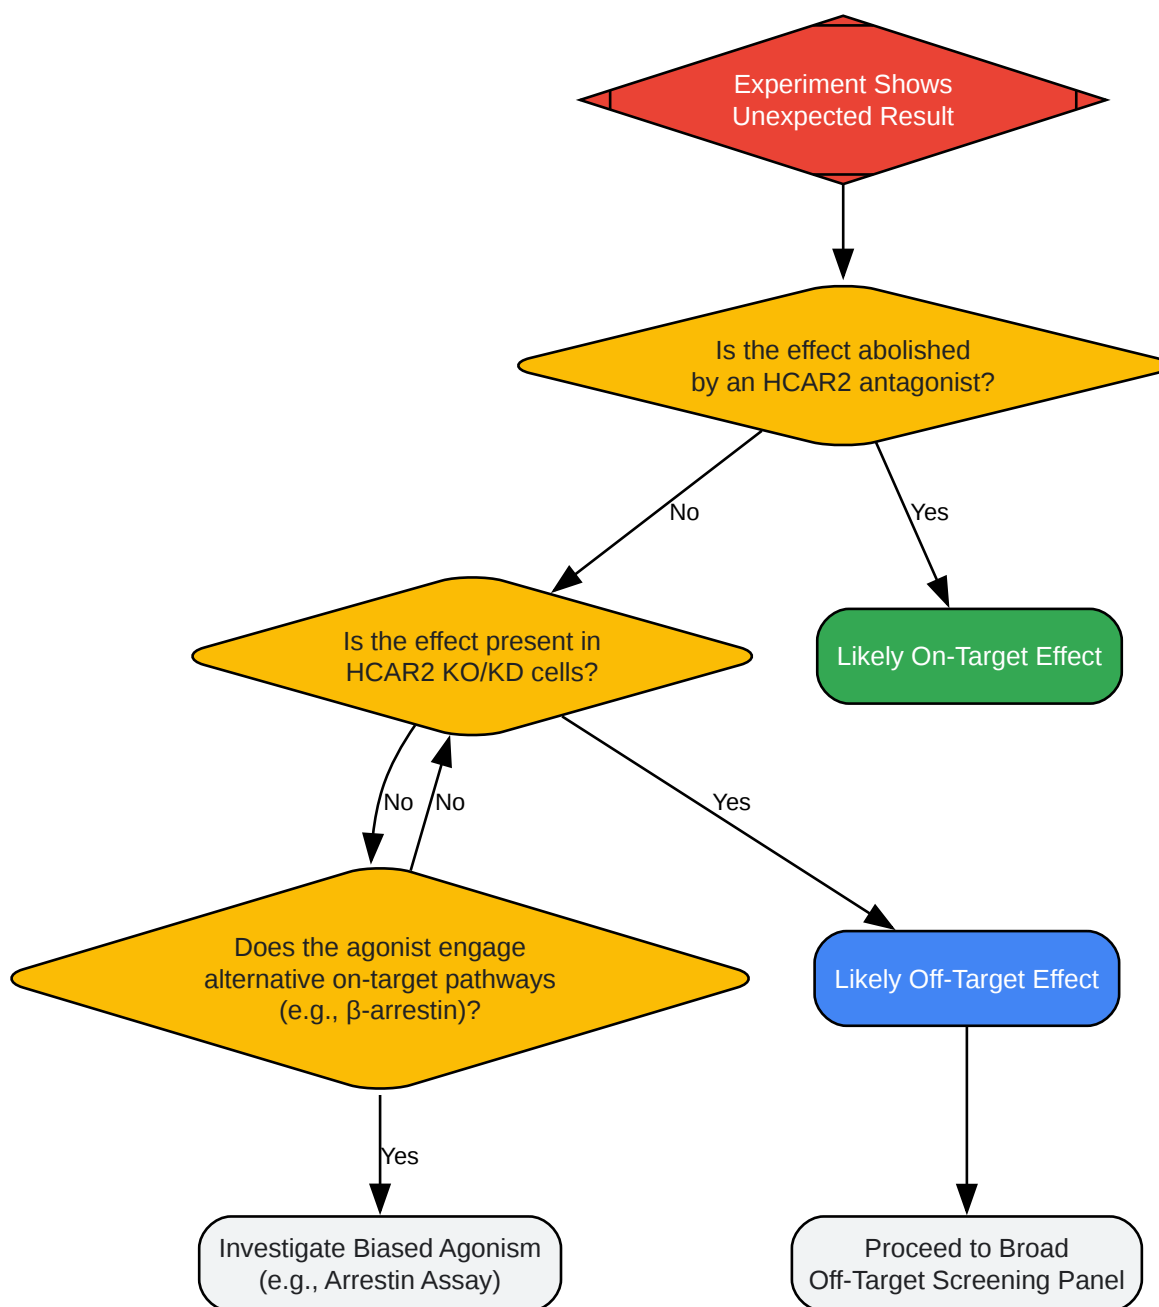 Experiment Shows
Unexpected Result
Is the effect abolished
by an HCAR2 antagonist?
No
Yes
Is the effect present in
HCAR2 KO/KD cells?
Likely On-Target Effect
No
No
Yes
Does the agonist engage
alternative on-target pathways
(e.g., β-arrestin)?
Likely Off-Target Effect
Yes
Investigate Biased Agonism
(e.g., Arrestin Assay)
Proceed to Broad
Off-Target Screening Panel